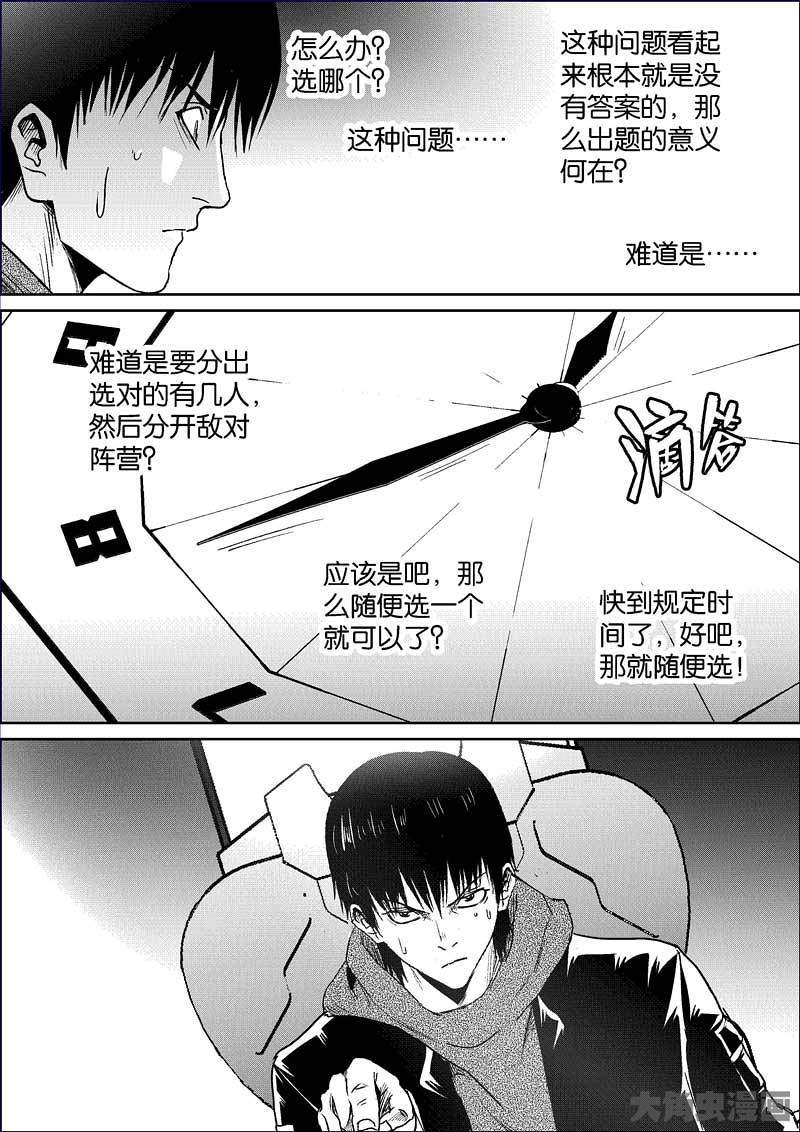 怎么办？
选哪个？
这种问题……
这种问题看起
来根本就是没
有答案的，那
么出题的意义
何在？
难道是……
难道是要分出
选对的有几人，
然后分开敌对
阵营？
8
滴答
应该是吧，那
么随便选一个
就可以了？
快到规定时
间了，好吧，
那就随便选！
大角虫漫画